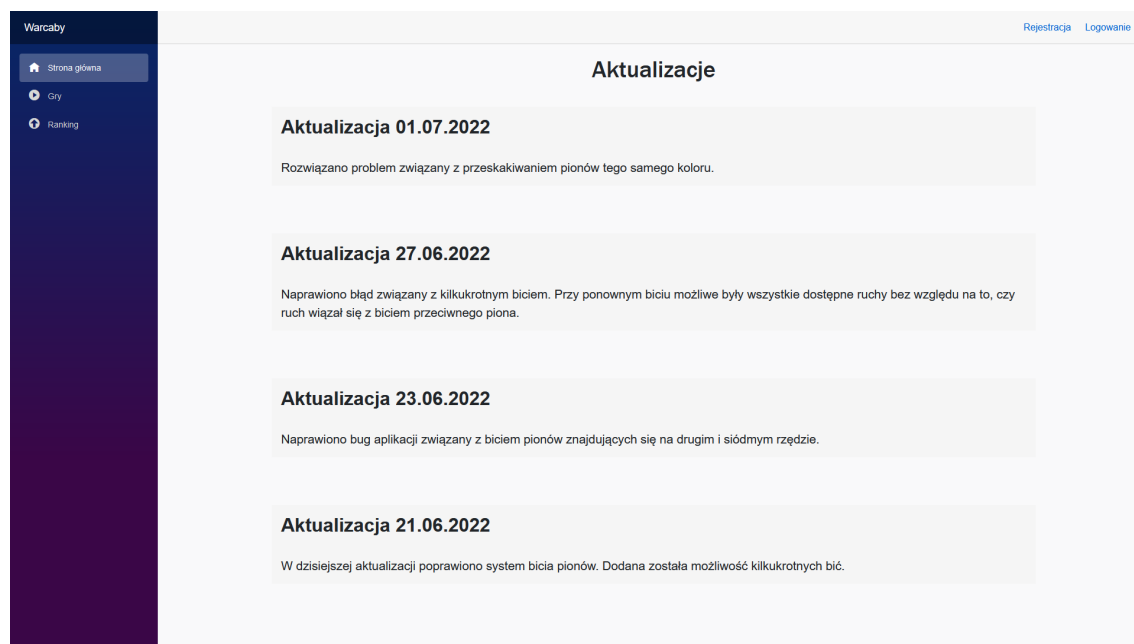 Warcaby
Rejestracja Logowanie
Strona główna
Gry
Ranking
Aktualizacje
Aktualizacja 01.07.2022
Rozwiązano problem związany z przeskakiwaniem pionów tego samego koloru.
Aktualizacja 27.06.2022
Naprawiono błąd związany z kilkukrotnym biciem. Przy ponownym biciu możliwe były wszystkie dostępne ruchy bez względu na to, czy
ruch wiązał się z biciem przeciwnego piona.
Aktualizacja 23.06.2022
Naprawiono bug aplikacji związany z biciem pionów znajdujących się na drugim i siódmym rzędzie.
Aktualizacja 21.06.2022
W dzisiejszej aktualizacji poprawiono system bicia pionów. Dodana została możliwość kilkukrotnych bić.